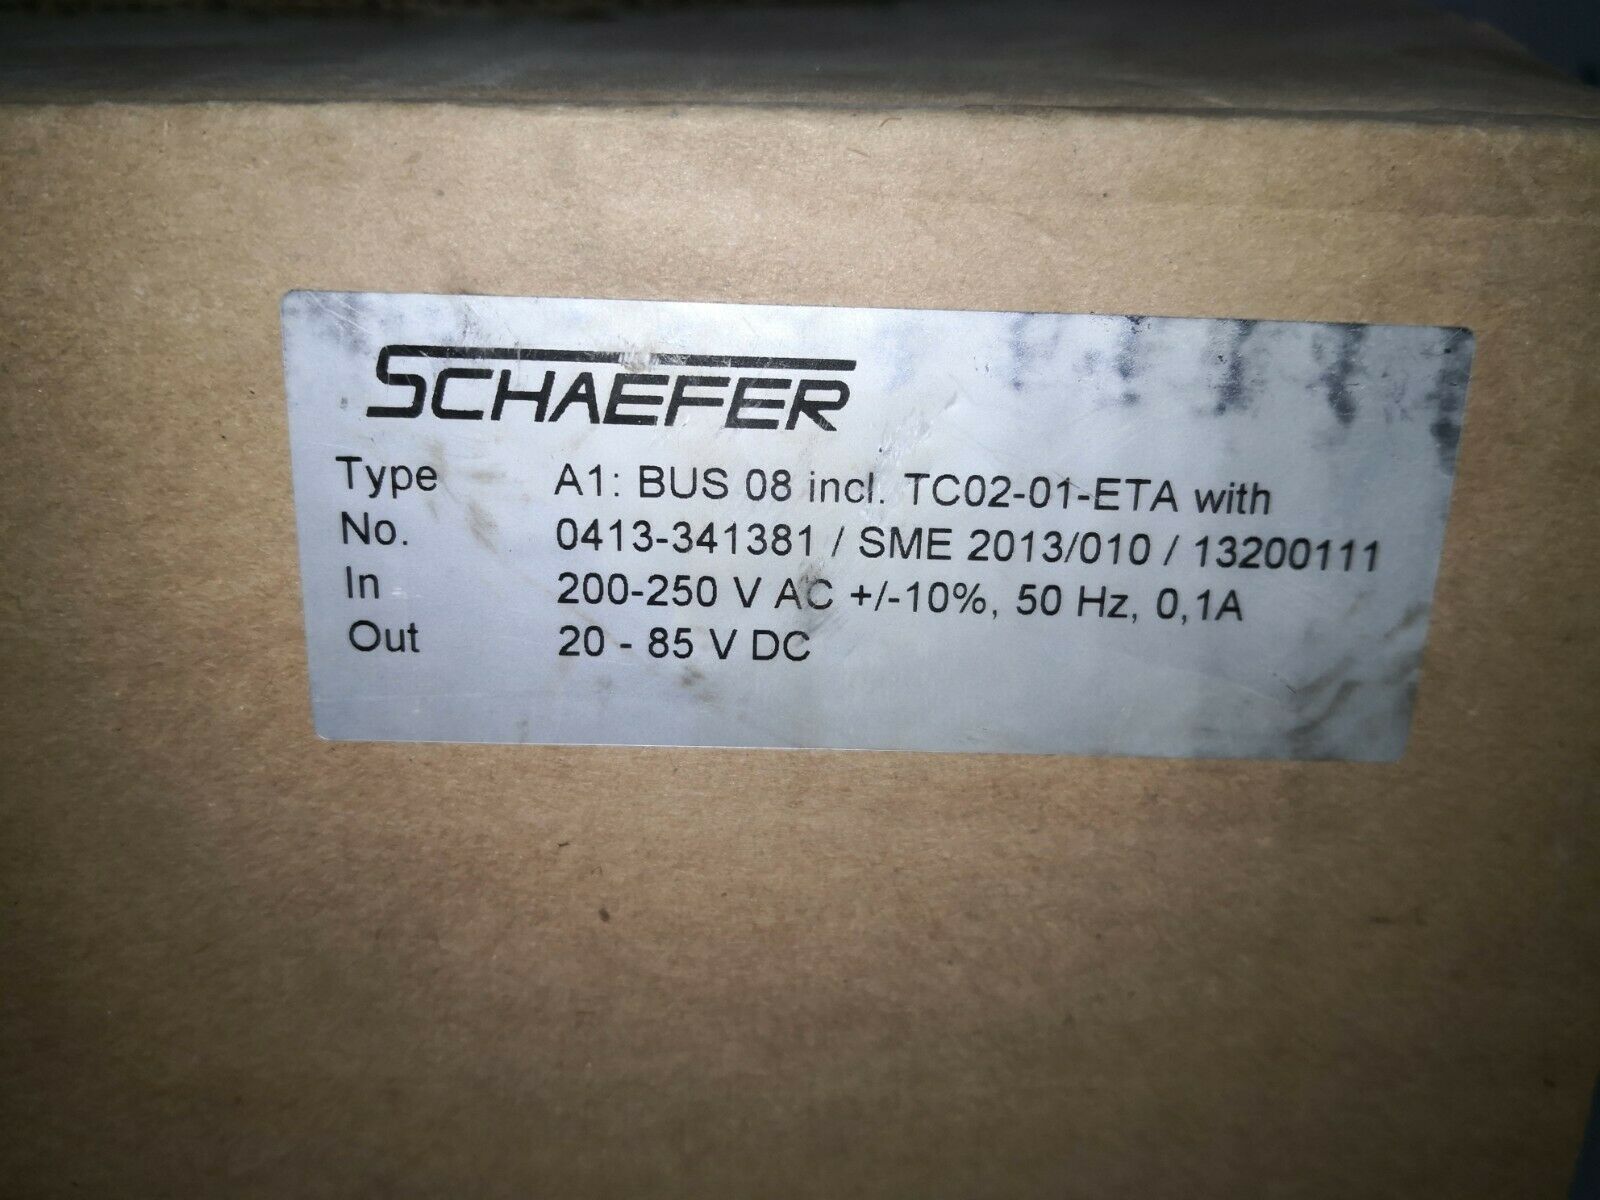 SCHAEFER
Type A1: BUS 08 incl. TC02-01-ETA with
No. 0413-341381 / SME 2013/010 / 13200111
In 200-250 V AC +/-10%, 50 Hz, 0,1A
Out 20 - 85 V DC